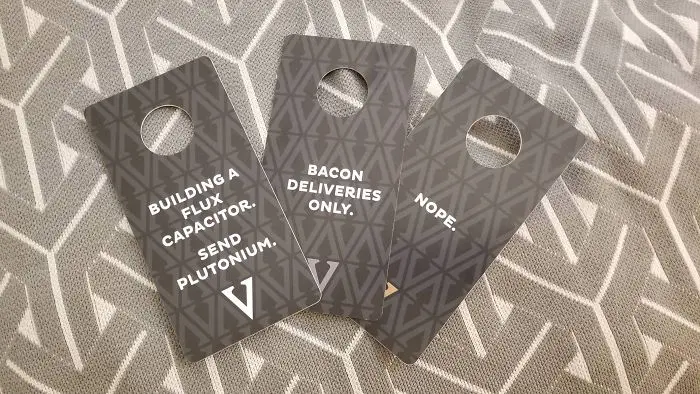 BUILDING A
FLUX
CAPACITOR.
SEND
PLUTONIUM.
V
BACON
DELIVERIES
ONLY.
V
NOPE.